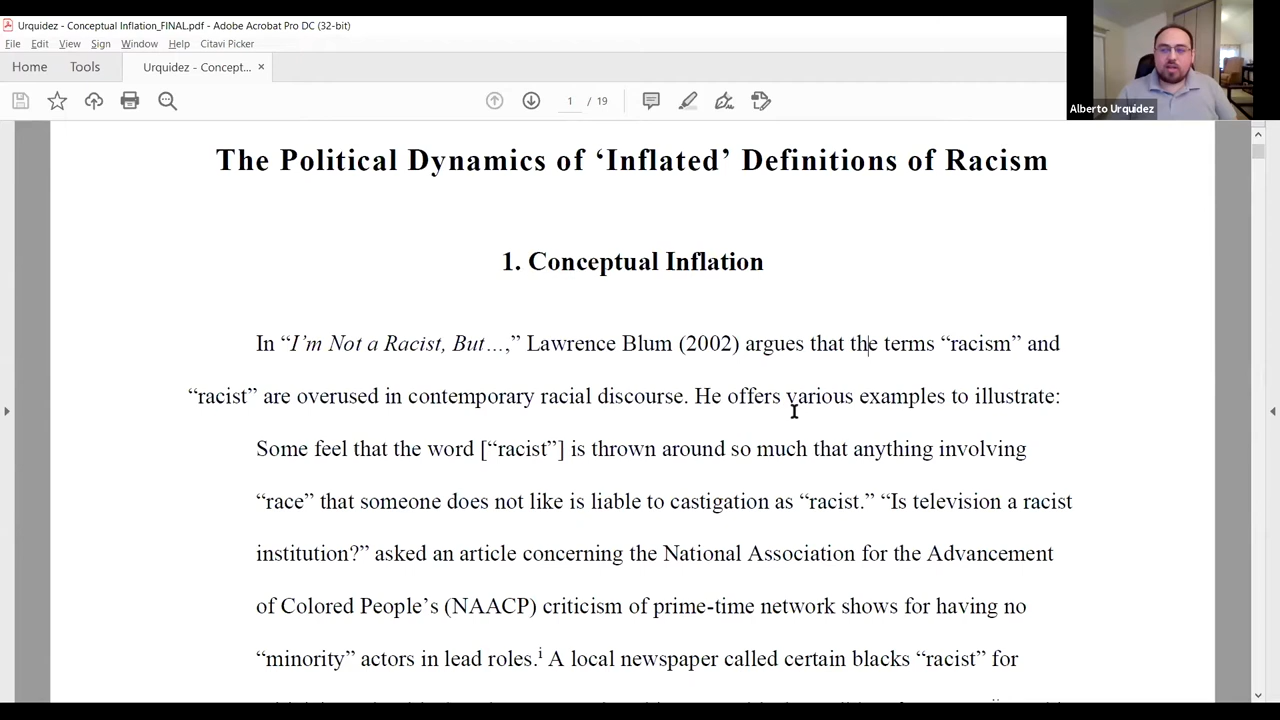 Urquidez - Conceptual Inflation_FINAL.pdf - Adobe Acrobat Pro DC (32-bit)
File Edit View Sign Window Help Citavi Picker
Home Tools Urquidez - Concept... ×
1 / 19
Alberto Urquidez
The Political Dynamics of ‘Inflated’ Definitions of Racism
1. Conceptual Inflation
In “I’m Not a Racist, But…,” Lawrence Blum (2002) argues that the terms “racism” and
“racist” are overused in contemporary racial discourse. He offers various examples to illustrate:
Some feel that the word [“racist”] is thrown around so much that anything involving
“race” that someone does not like is liable to castigation as “racist.” “Is television a racist
institution?” asked an article concerning the National Association for the Advancement
of Colored People’s (NAACP) criticism of prime-time network shows for having no
“minority” actors in lead roles.i A local newspaper called certain blacks “racist” for